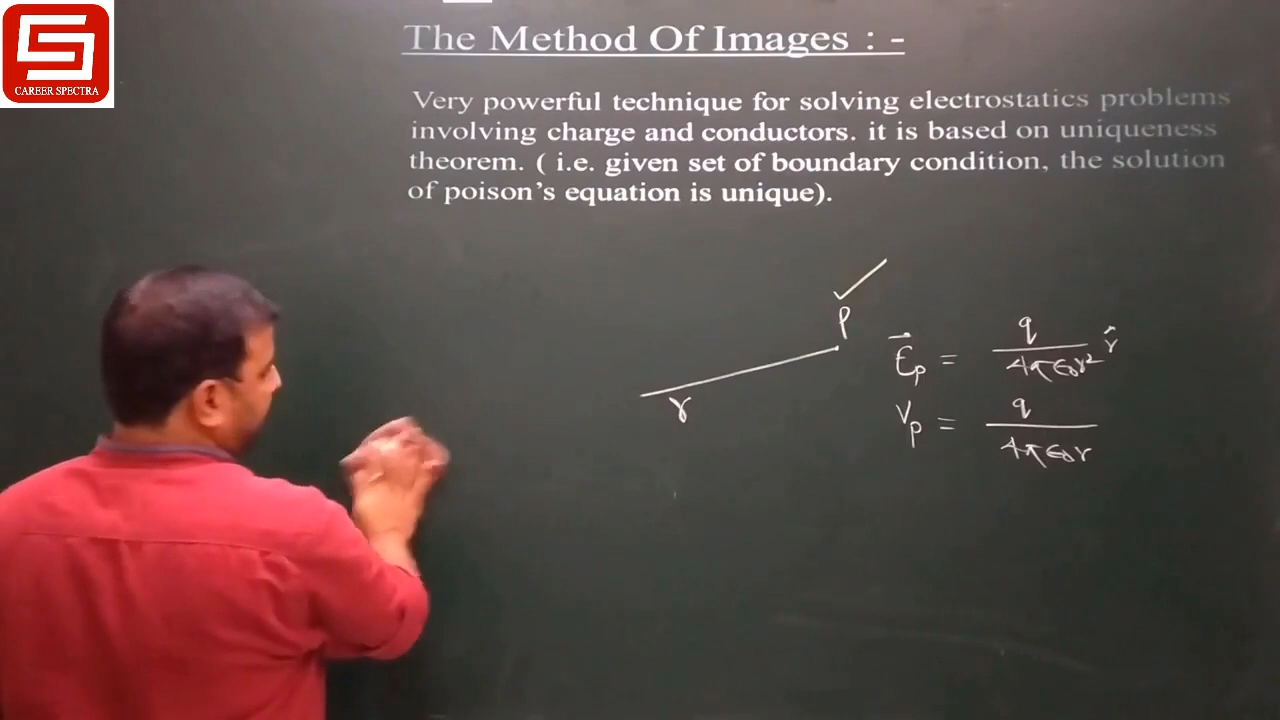 CAREER SPECTRA
The Method Of Images : -
Very powerful technique for solving electrostatics problems
involving charge and conductors. it is based on uniqueness
theorem. ( i.e. given set of boundary condition, the solution
of poison’s equation is unique).
P
r
E⃗p = q / 4πε0r² r̂
Vp = q / 4πε0r